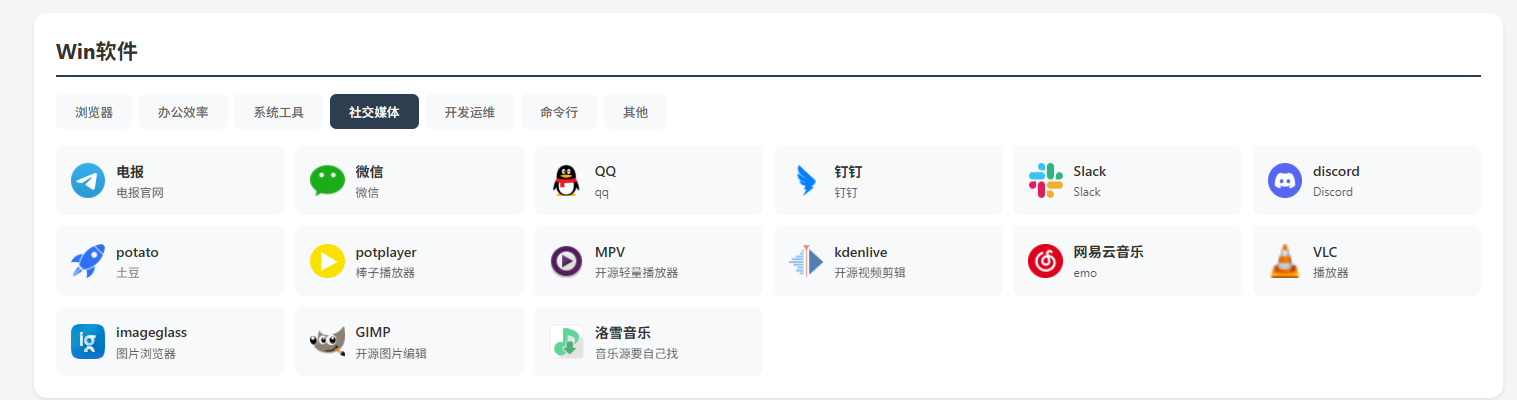 Win软件
浏览器 办公效率 系统工具 社交媒体 开发运维 命令行 其他
电报
电报官网
微信
微信
QQ
qq
钉钉
钉钉
Slack
Slack
discord
Discord
potato
土豆
potplayer
棒子播放器
MPV
开源轻量播放器
kdenlive
开源视频剪辑
网易云音乐
emo
VLC
播放器
ig
imageglass
图片浏览器
GIMP
开源图片编辑
洛雪音乐
音乐源要自己找